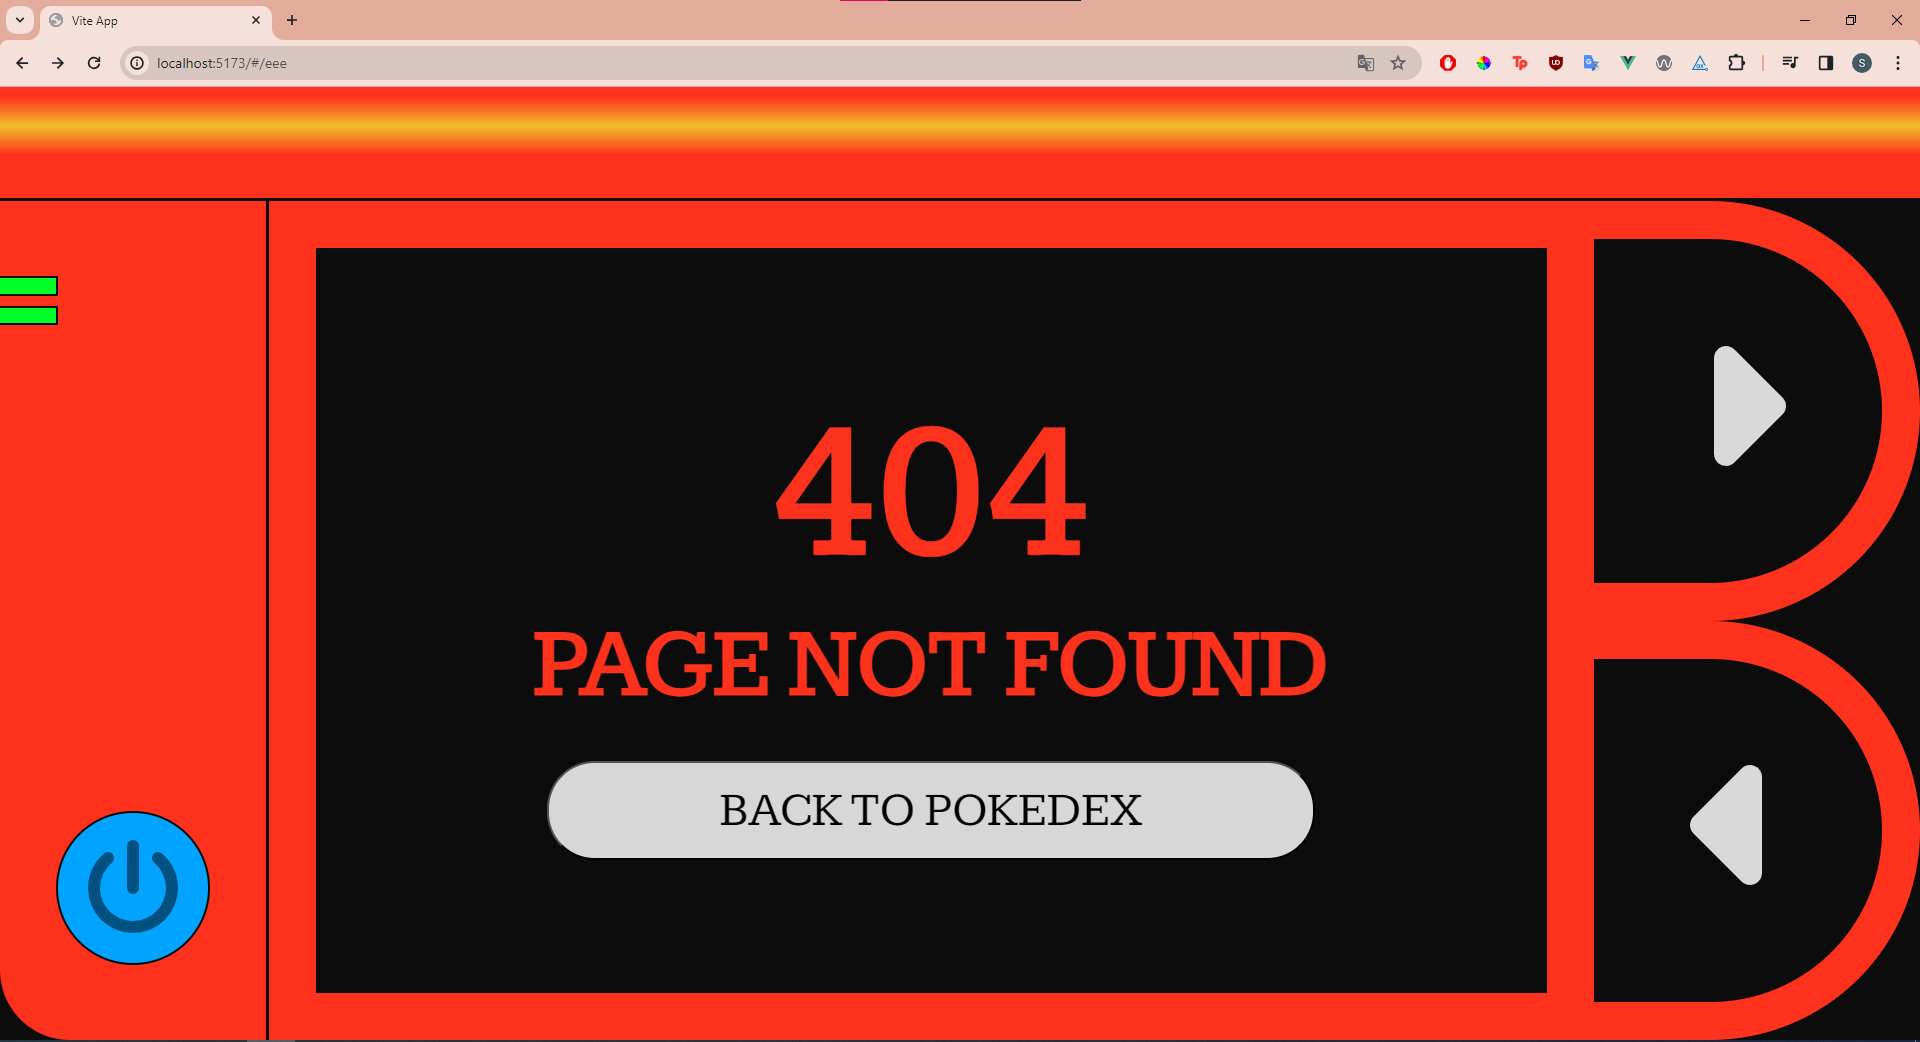 Vite App
localhost:5173/#/eee
S
404
PAGE NOT FOUND
BACK TO POKEDEX